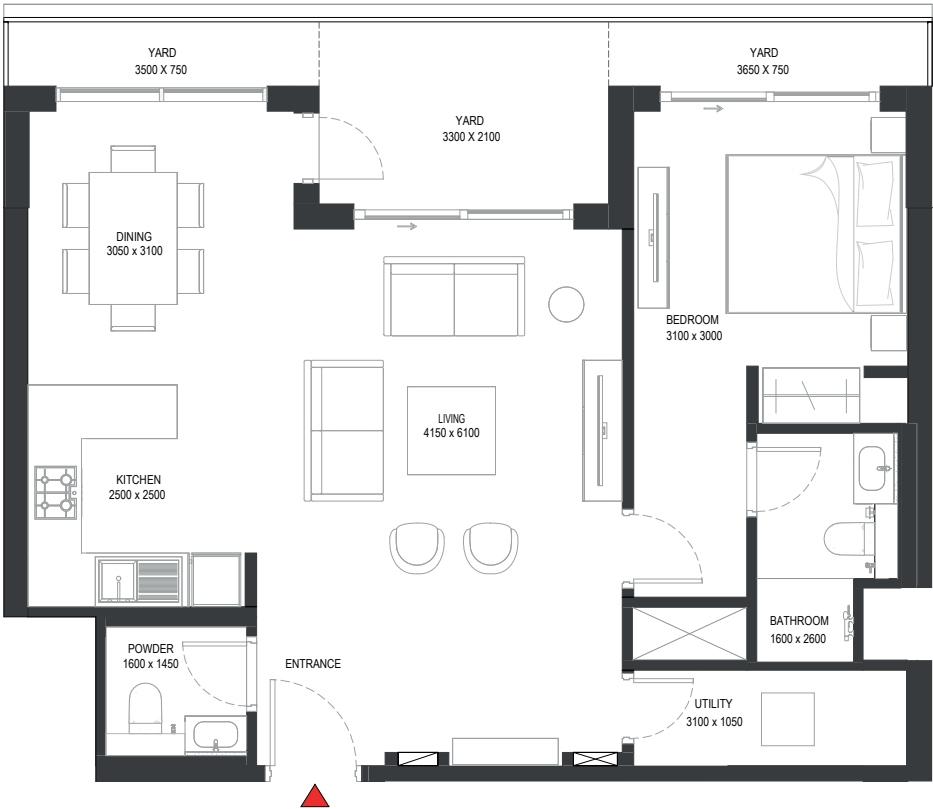 YARD
3500 X 750
YARD
3650 X 750
YARD
3300 X 2100
DINING
3050 x 3100
BEDROOM
3100 x 3000
LIVING
4150 x 6100
KITCHEN
2500 x 2500
BATHROOM
1600 x 2600
POWDER
1600 x 1450
ENTRANCE
UTILITY
3100 x 1050